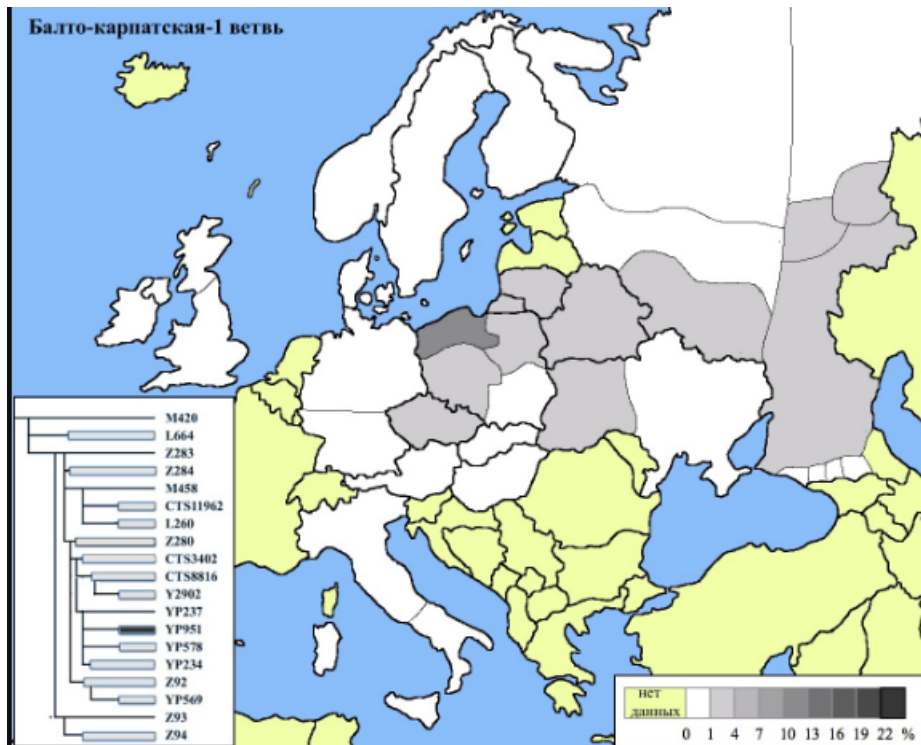 Балто-карпатская-1 ветвь
M420
L664
Z283
Z284
M458
CTS11962
L260
Z280
CTS3402
CTS8816
Y2902
YP237
YP951
YP578
YP234
Z92
YP569
Z93
Z94
нет
данных
0 1 4 7 10 13 16 19 22 %